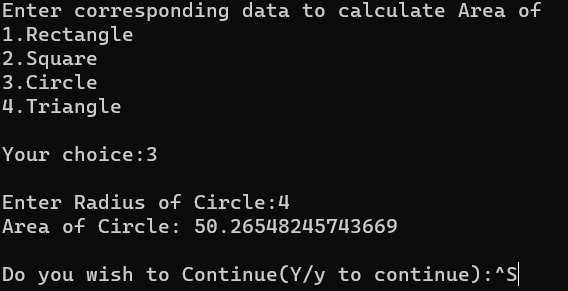 Enter corresponding data to calculate Area of
1.Rectangle
2.Square
3.Circle
4.Triangle
Your choice:3
Enter Radius of Circle:4
Area of Circle: 50.26548245743669
Do you wish to Continue(Y/y to continue):^S